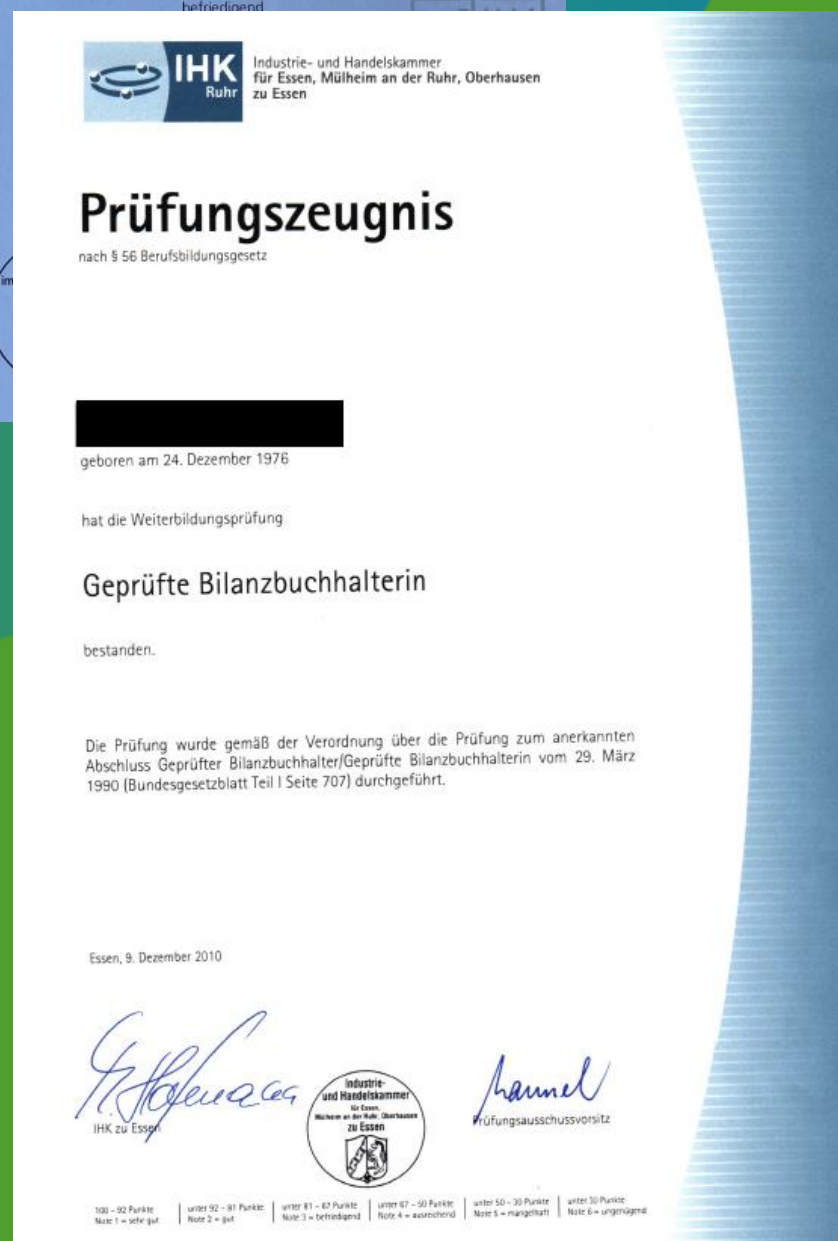 befriedigend
IHK
Ruhr
Industrie- und Handelskammer
für Essen, Mülheim an der Ruhr, Oberhausen
zu Essen
Prüfungszeugnis
nach § 56 Berufsbildungsgesetz
im
geboren am 24. Dezember 1976
hat die Weiterbildungsprüfung
Geprüfte Bilanzbuchhalterin
bestanden.
Die Prüfung wurde gemäß der Verordnung über die Prüfung zum anerkannten
Abschluss Geprüfter Bilanzbuchhalter/Geprüfte Bilanzbuchhalterin vom 29. März
1990 (Bundesgesetzblatt Teil I Seite 707) durchgeführt.
Essen, 9. Dezember 2010
IHK zu Essen
Industrie-
und Handelskammer
für Essen,
Mülheim an der Ruhr, Oberhausen
zu Essen
Prüfungsausschussvorsitz
100 - 92 Punkte
Note 1 = sehr gut
unter 92 - 81 Punkte
Note 2 = gut
unter 81 - 67 Punkte
Note 3 = befriedigend
unter 67 - 50 Punkte
Note 4 = ausreichend
unter 50 - 30 Punkte
Note 5 = mangelhaft
unter 30 Punkte
Note 6 = ungenügend